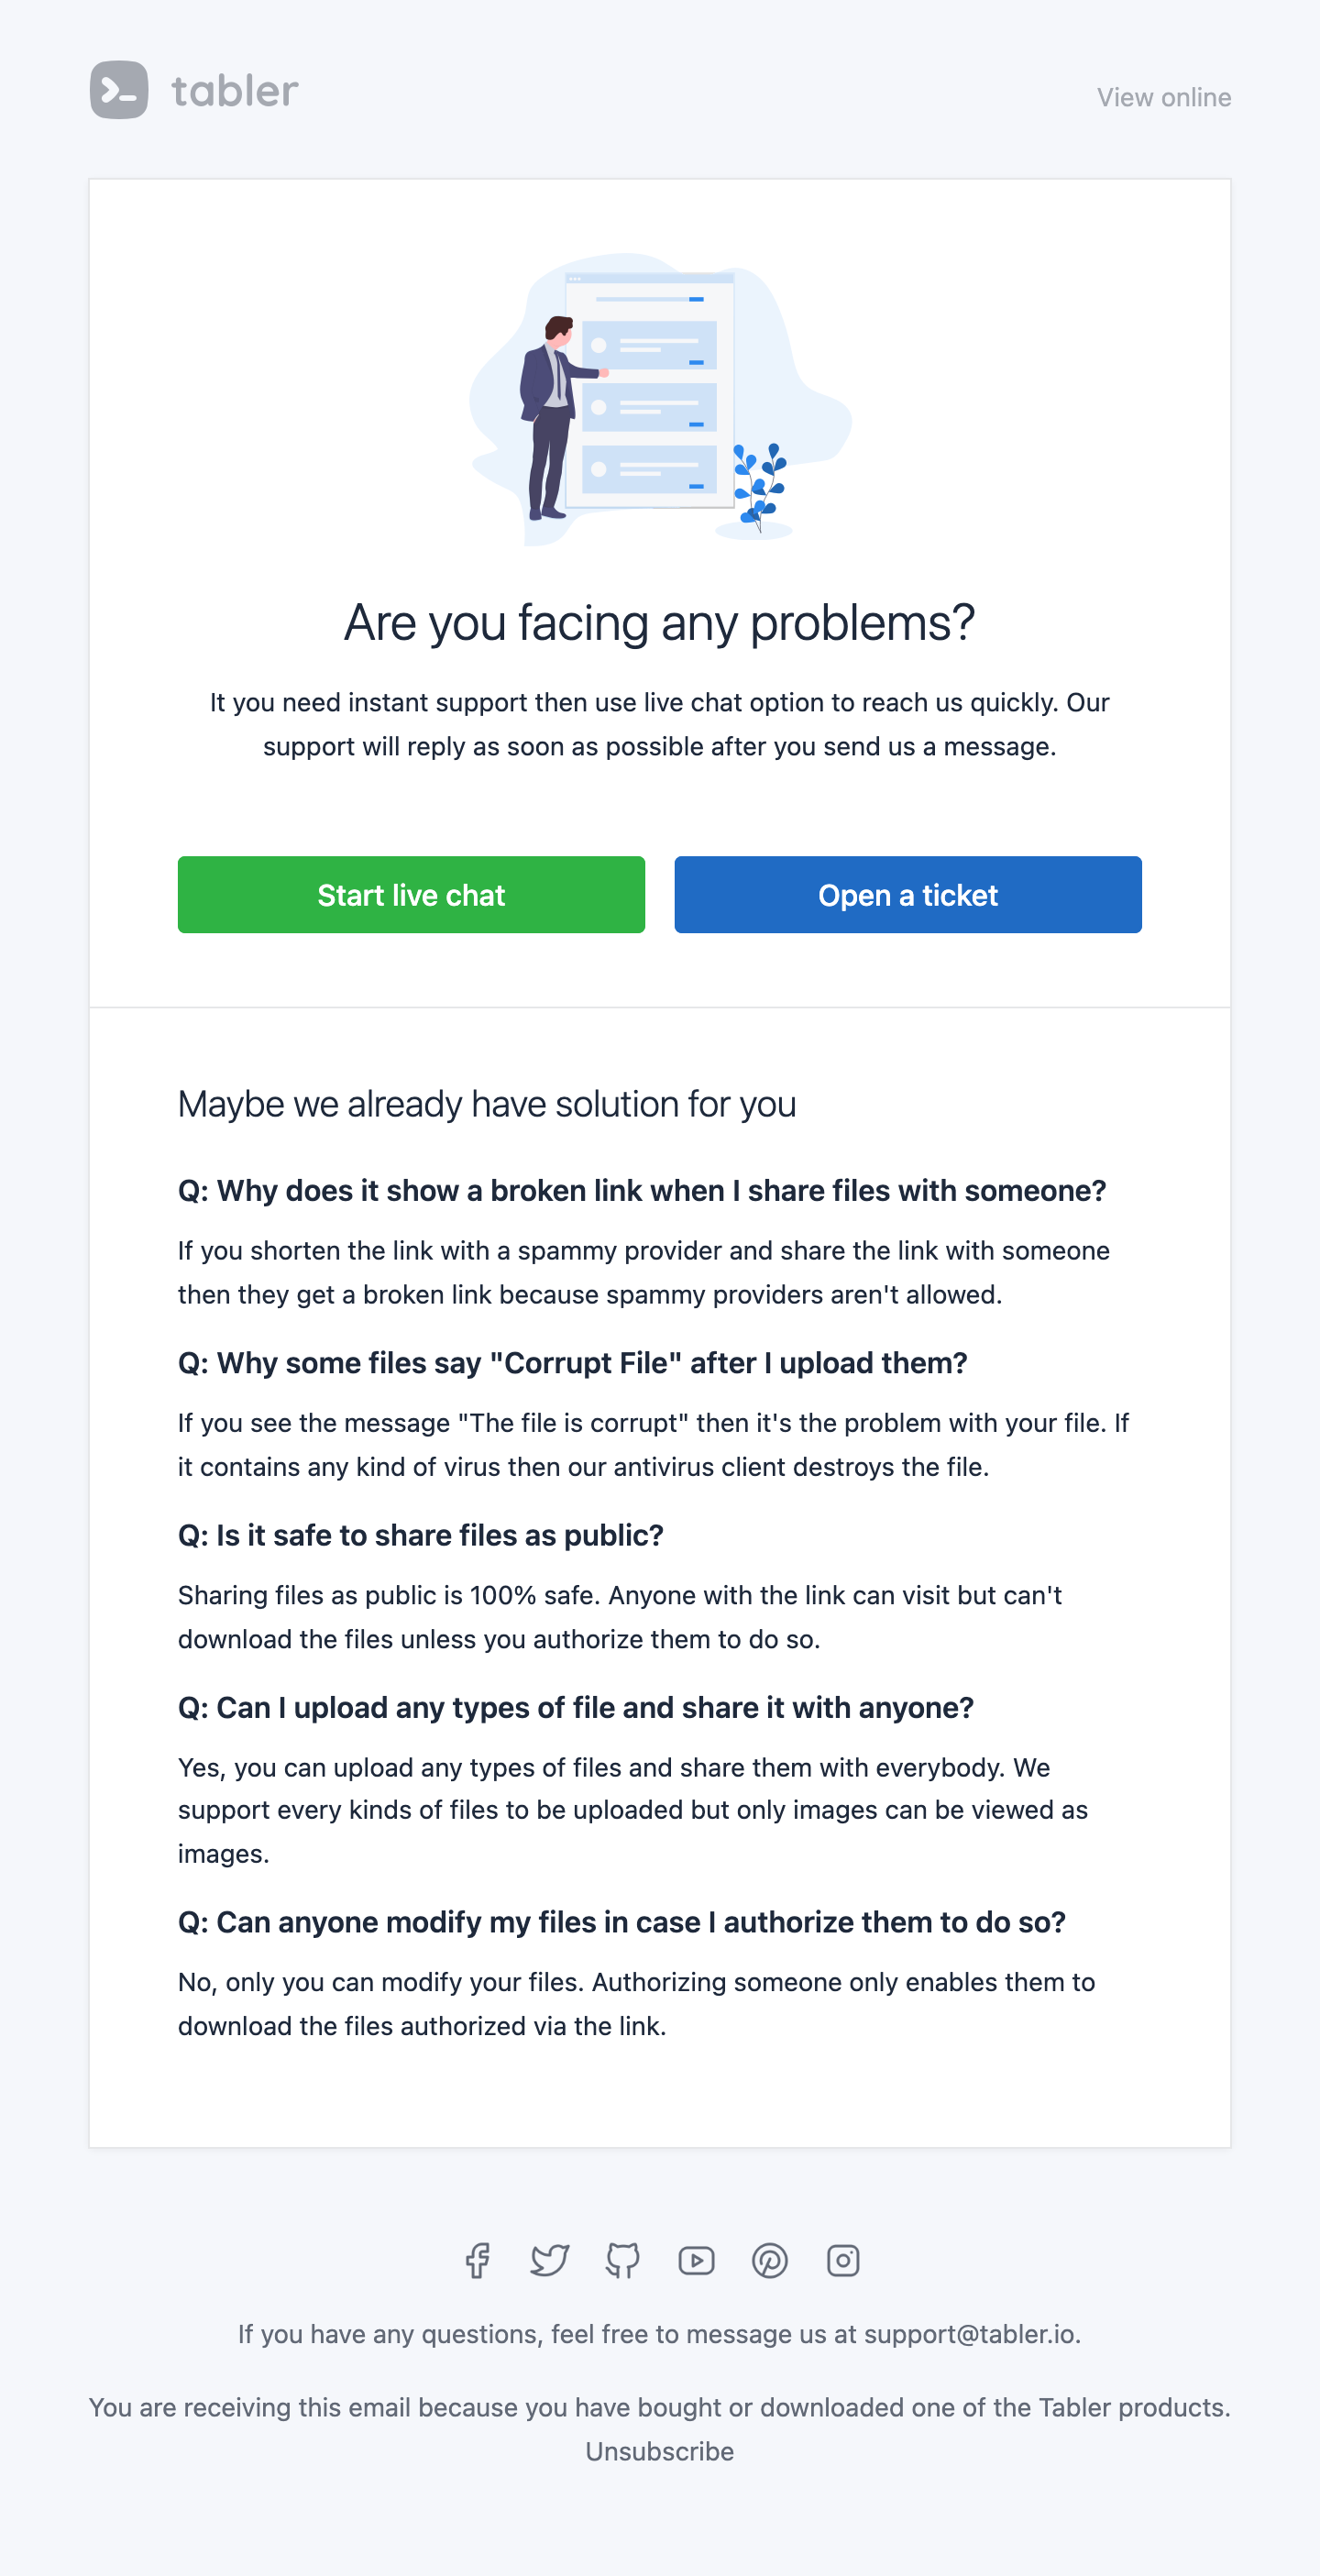 tabler
View online
Are you facing any problems?
It you need instant support then use live chat option to reach us quickly. Our
support will reply as soon as possible after you send us a message.
Start live chat
Open a ticket
Maybe we already have solution for you
Q: Why does it show a broken link when I share files with someone?
If you shorten the link with a spammy provider and share the link with someone
then they get a broken link because spammy providers aren't allowed.
Q: Why some files say "Corrupt File" after I upload them?
If you see the message "The file is corrupt" then it's the problem with your file. If
it contains any kind of virus then our antivirus client destroys the file.
Q: Is it safe to share files as public?
Sharing files as public is 100% safe. Anyone with the link can visit but can't
download the files unless you authorize them to do so.
Q: Can I upload any types of file and share it with anyone?
Yes, you can upload any types of files and share them with everybody. We
support every kinds of files to be uploaded but only images can be viewed as
images.
Q: Can anyone modify my files in case I authorize them to do so?
No, only you can modify your files. Authorizing someone only enables them to
download the files authorized via the link.
If you have any questions, feel free to message us at support@tabler.io.
You are receiving this email because you have bought or downloaded one of the Tabler products.
Unsubscribe